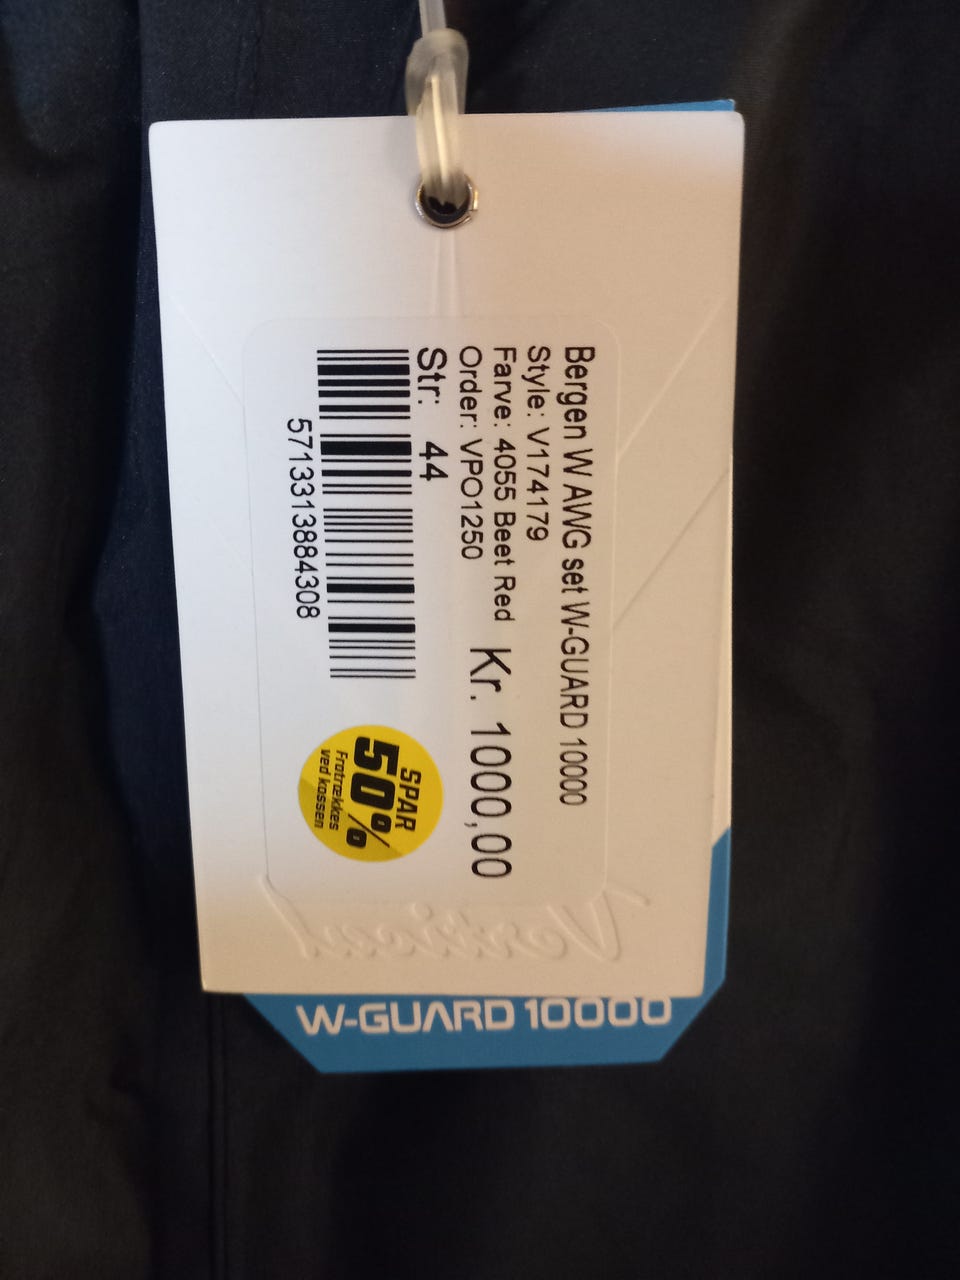 Bergen W AWG set W-GUARD 10000
Style: V174179
Farve: 4055 Beet Red
Order: VPO1250
Kr. 1000,00
Str: 44
5713313884308
SPAR
50%
Fratrækkes
ved kassen
W-GUARD 10000